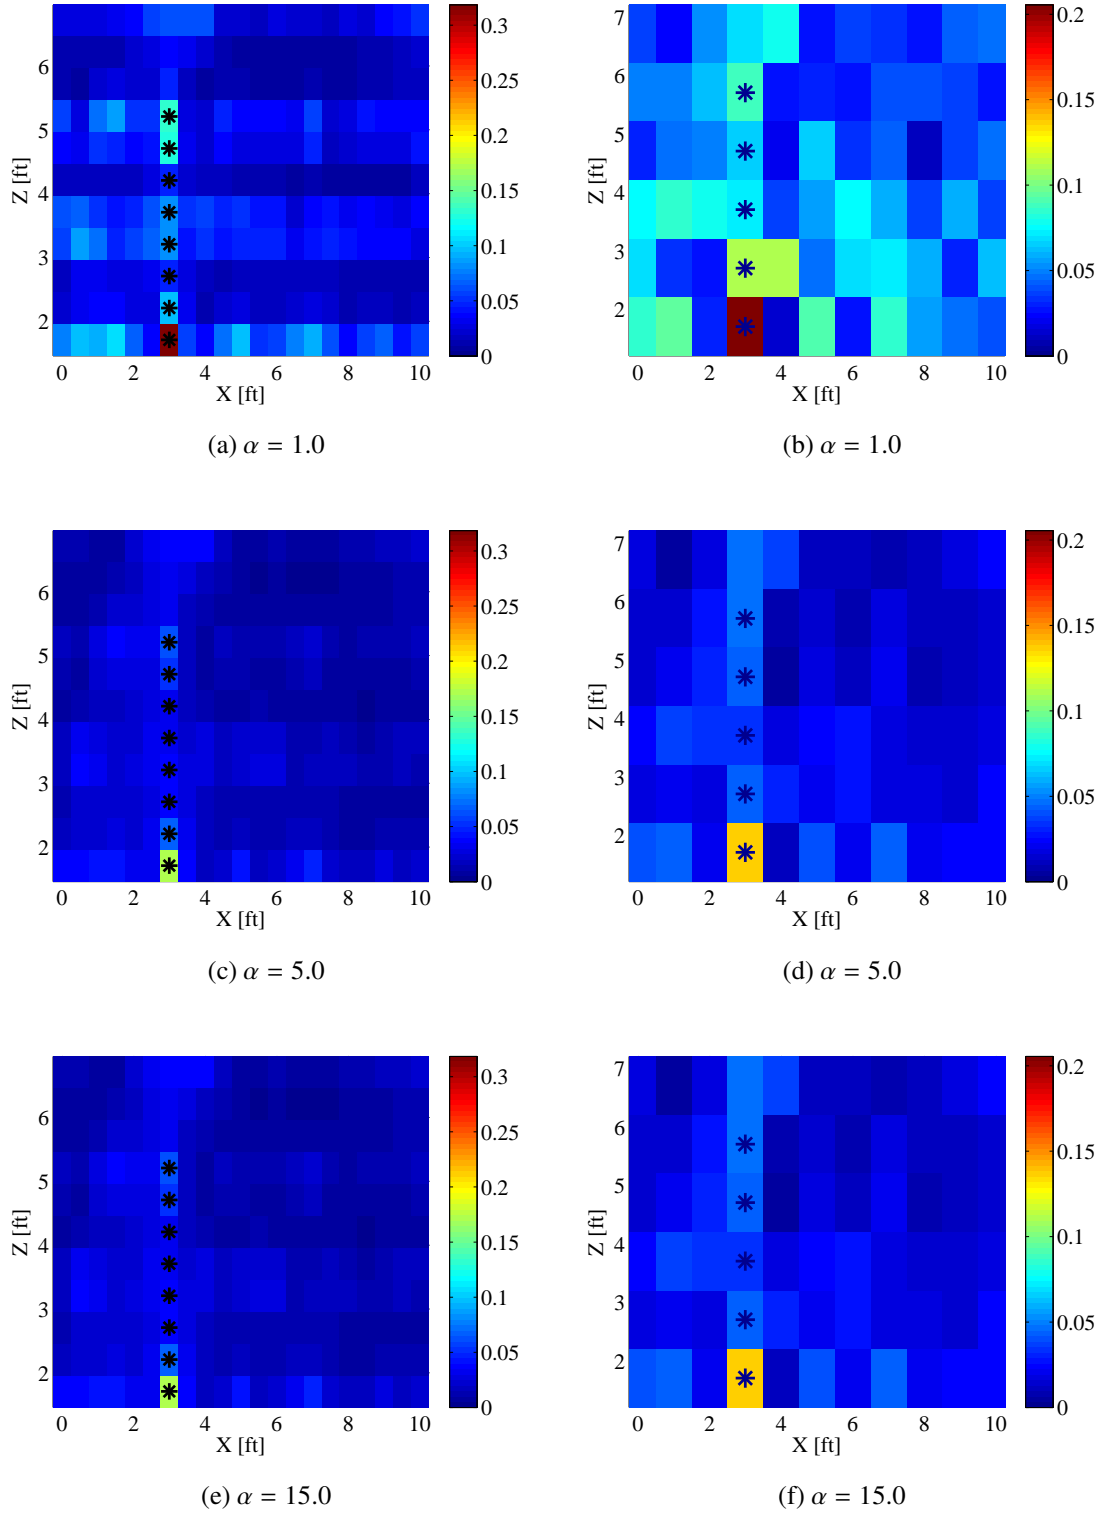 0.3
0.25
0.2
0.15
0.1
0.05
0
6
5
4
3
2
Z [ft]
0 2 4 6 8 10
X [ft]
(a) α = 1.0
0.2
0.15
0.1
0.05
0
7
6
5
4
3
2
Z [ft]
0 2 4 6 8 10
X [ft]
(b) α = 1.0
0.3
0.25
0.2
0.15
0.1
0.05
0
6
5
4
3
2
Z [ft]
0 2 4 6 8 10
X [ft]
(c) α = 5.0
0.2
0.15
0.1
0.05
0
7
6
5
4
3
2
Z [ft]
0 2 4 6 8 10
X [ft]
(d) α = 5.0
0.3
0.25
0.2
0.15
0.1
0.05
0
6
5
4
3
2
Z [ft]
0 2 4 6 8 10
X [ft]
(e) α = 15.0
0.2
0.15
0.1
0.05
0
7
6
5
4
3
2
Z [ft]
0 2 4 6 8 10
X [ft]
(f) α = 15.0